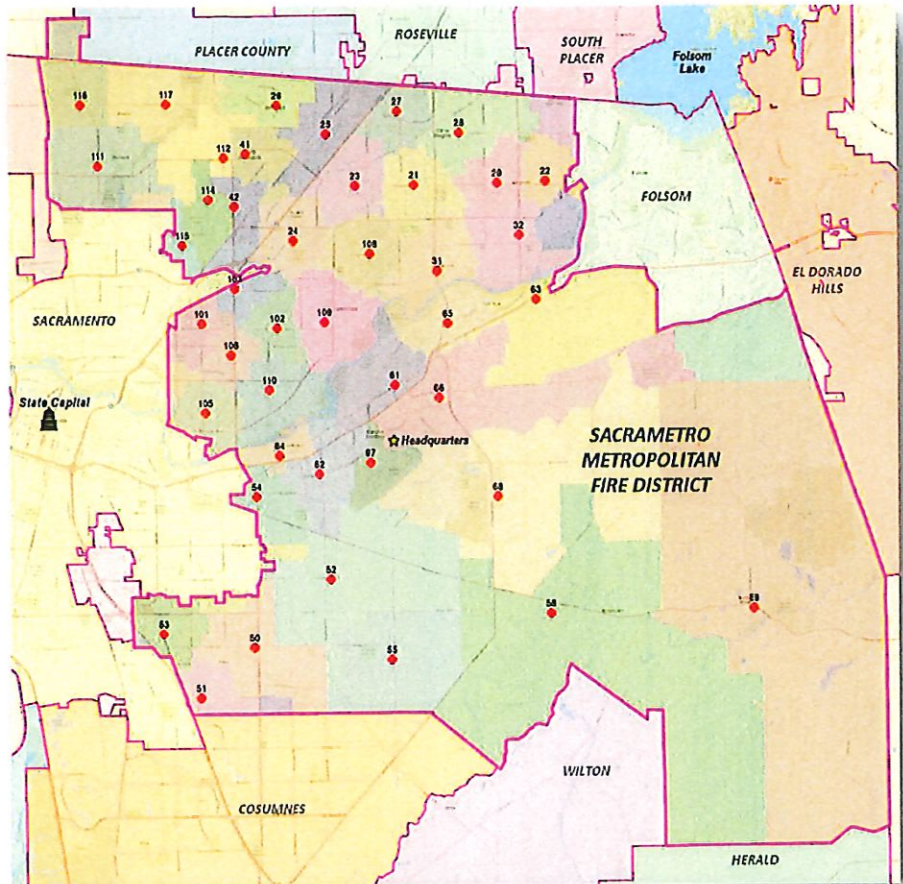 PLACER COUNTY
ROSEVILLE
SOUTH
PLACER
Folsom
Lake
116
117
26
27
28
25
111
112
41
23
21
20
22
114
42
FOLSOM
115
24
108
32
31
EL DORADO
HILLS
63
SACRAMENTO
101
102
109
65
106
State Capital
110
61
66
105
Headquarters
SACRAMETRO
METROPOLITAN
FIRE DISTRICT
62
67
54
68
52
58
59
53
50
55
51
WILTON
COSUMNES
HERALD